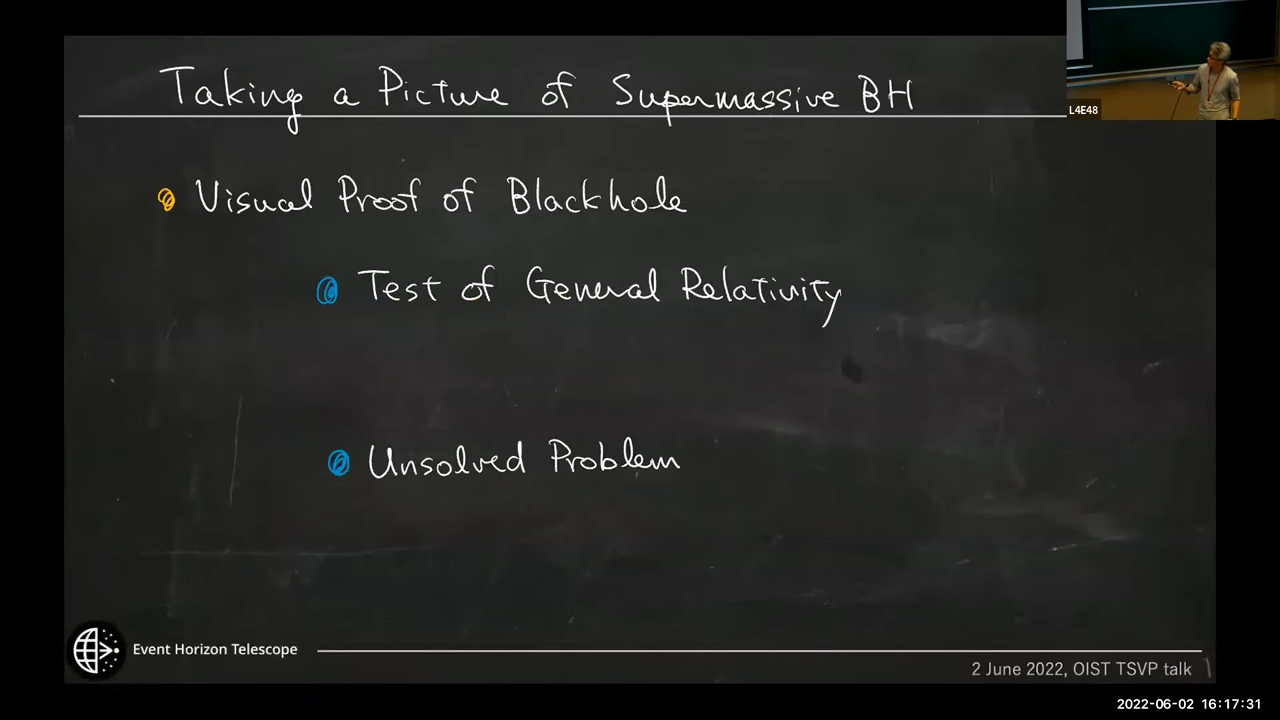 Taking a Picture of Supermassive BH
L4E48
Visual Proof of Blackhole
Test of General Relativity
Unsolved Problem
Event Horizon Telescope
2 June 2022, OIST TSVP talk
2022-06-02 16:17:31